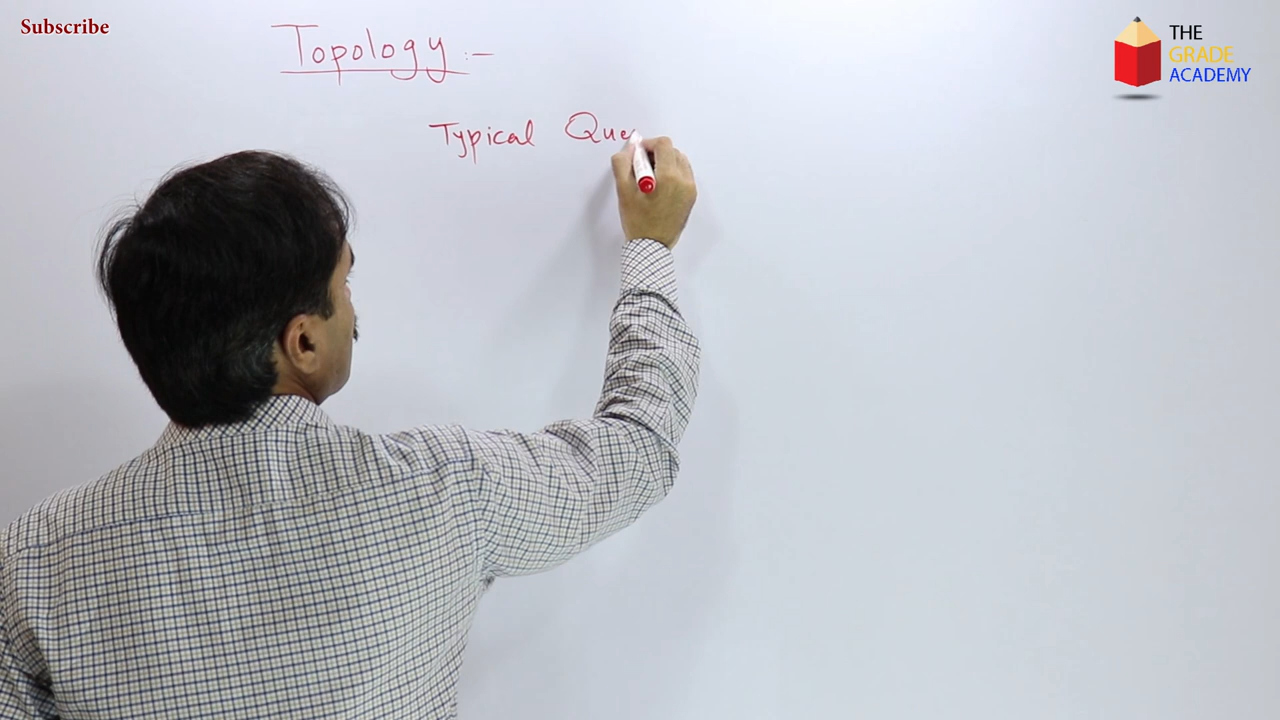 Subscribe
Topology :-
THE
GRADE
ACADEMY
Typical Que